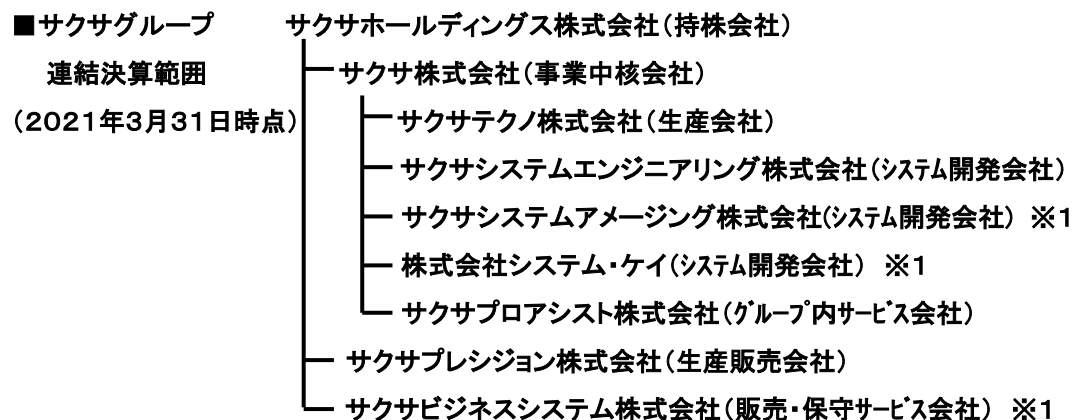 ■サクサグループ　サクサホールディングス株式会社（持株会社）
連結決算範囲　サクサ株式会社（事業中核会社）
（２０２１年３月３１日時点）　サクサテクノ株式会社（生産会社）
サクサシステムエンジニアリング株式会社（ｼｽﾃﾑ開発会社）
サクサシステムアメージング株式会社(ｼｽﾃﾑ開発会社）　※１
株式会社システム・ケイ（ｼｽﾃﾑ開発会社）　※１
サクサプロアシスト株式会社（ｸﾞﾙｰﾌﾟ内ｻｰﾋﾞｽ会社）
サクサプレシジョン株式会社（生産販売会社）
サクサビジネスシステム株式会社（販売・保守ｻｰﾋﾞｽ会社）　※１